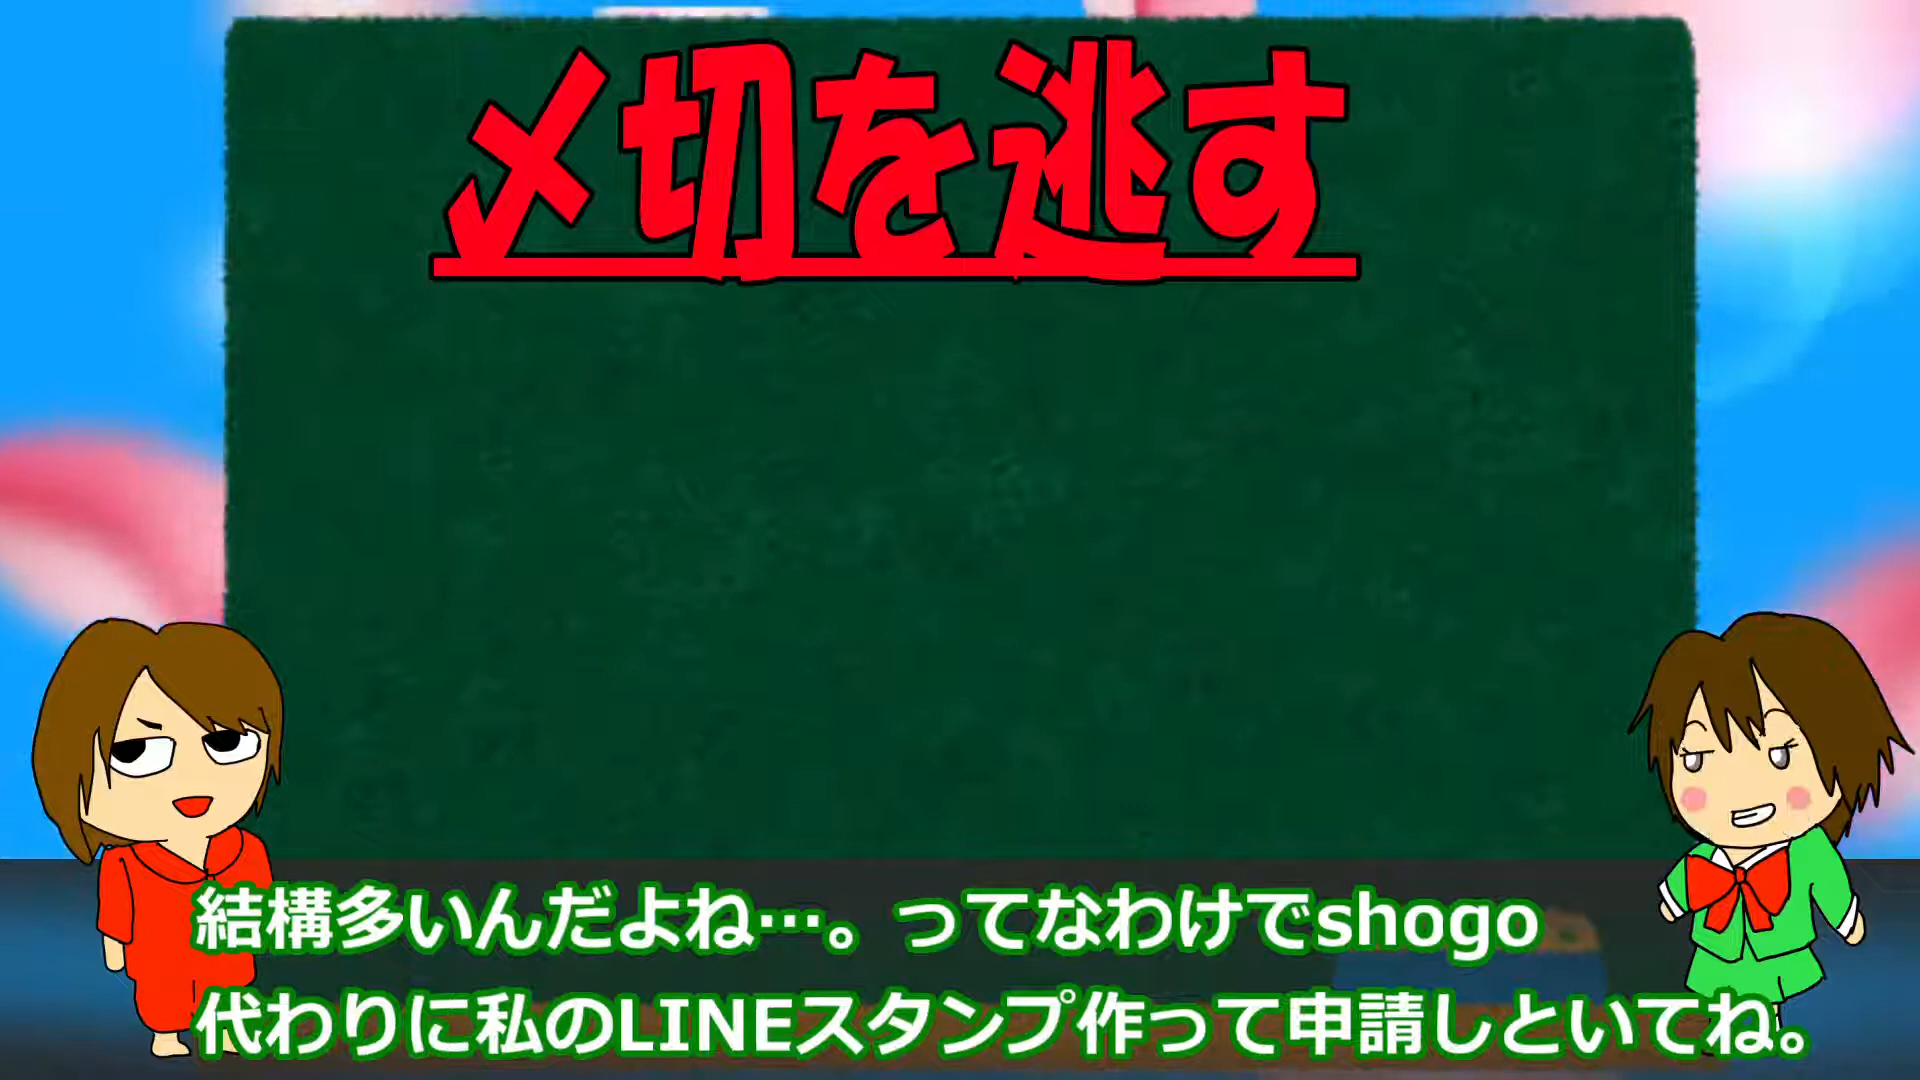 〆切を逃す
結構多いんだよね…。ってなわけでshogo
代わりに私のLINEスタンプ作って申請しといてね。